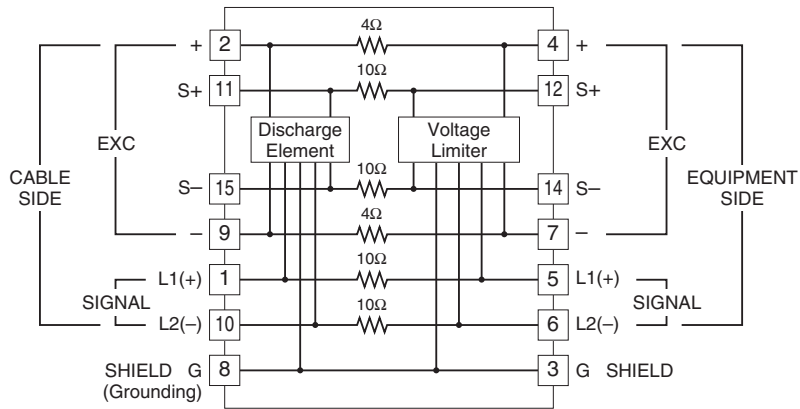 + 2 4Ω 4 +
S+ 11 10Ω 12 S+
Discharge Element
Voltage Limiter
EXC
EXC
CABLE SIDE
EQUIPMENT SIDE
S− 15 10Ω 14 S−
− 9 4Ω 7 −
L1(+) 1 10Ω 5 L1(+)
SIGNAL
SIGNAL
L2(−) 10 10Ω 6 L2(−)
SHIELD G 8 3 G SHIELD
(Grounding)